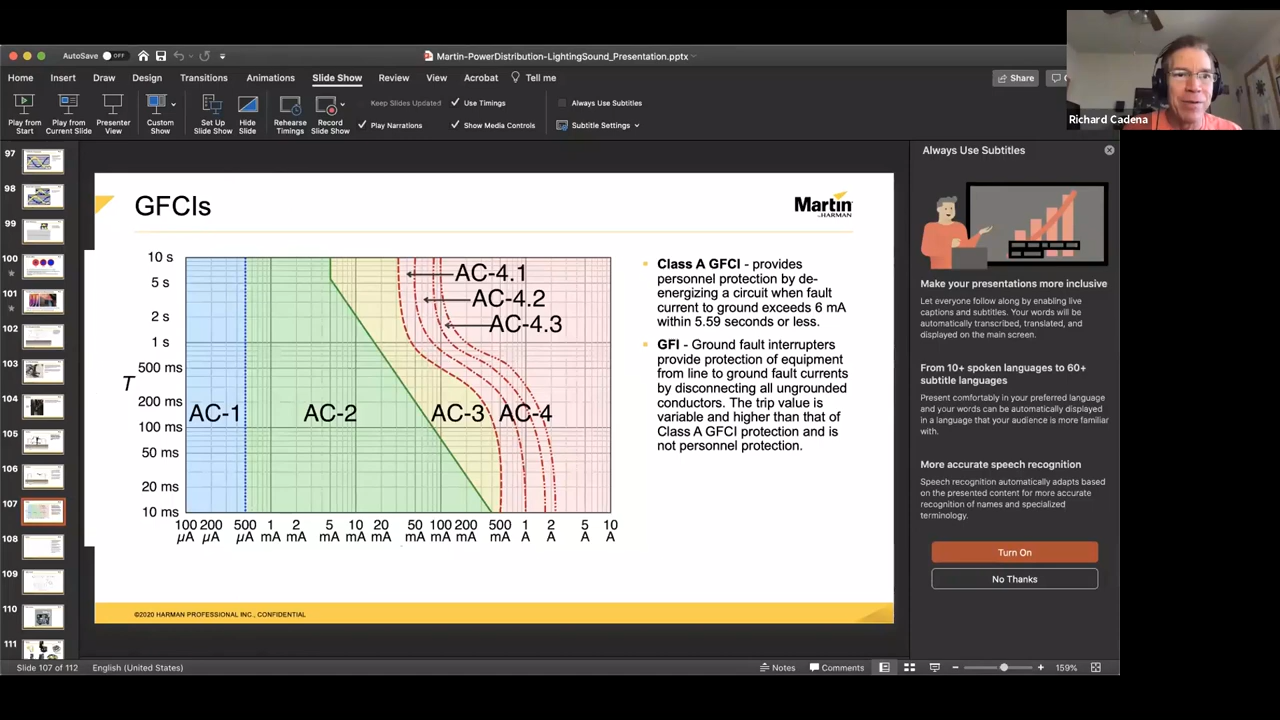 AutoSave OFF
Martin-PowerDistribution-LightingSound_Presentation.pptx
Home Insert Draw Design Transitions Animations Slide Show Review View Acrobat Tell me
Share
Play from
Start
Play from
Current Slide
Presenter
View
Custom
Show
Set Up
Slide Show
Hide
Slide
Rehearse
Timings
Record
Slide Show
Keep Slides Updated
Play Narrations
Use Timings
Show Media Controls
Always Use Subtitles
Subtitle Settings
Richard Cadena
97
98
99
100
101
102
103
104
105
106
107
108
109
110
111
GFCIs
Martin
by HARMAN
10 s
5 s
2 s
1 s
500 ms
200 ms
100 ms
50 ms
20 ms
10 ms
T
AC-4.1
AC-4.2
AC-4.3
AC-1 AC-2 AC-3 AC-4
100 200 500 1 2 5 10 20 50 100 200 500 1 2 5 10
µA µA µA mA mA mA mA mA mA mA mA mA A A A A
Class A GFCI - provides
personnel protection by de-
energizing a circuit when fault
current to ground exceeds 6 mA
within 5.59 seconds or less.
GFI - Ground fault interrupters
provide protection of equipment
from line to ground fault currents
by disconnecting all ungrounded
conductors. The trip value is
variable and higher than that of
Class A GFCI protection and is
not personnel protection.
©2020 HARMAN PROFESSIONAL INC., CONFIDENTIAL
Always Use Subtitles
Make your presentations more inclusive
Let everyone follow along by enabling live
captions and subtitles. Your words will be
automatically transcribed, translated, and
displayed on the main screen.
From 10+ spoken languages to 60+
subtitle languages
Present comfortably in your preferred language
and your words can be automatically displayed
in a language that your audience is more familiar
with.
More accurate speech recognition
Speech recognition automatically adapts based
on the presented content for more accurate
recognition of names and specialized
terminology.
Turn On
No Thanks
Slide 107 of 112 English (United States)
Notes Comments 159%